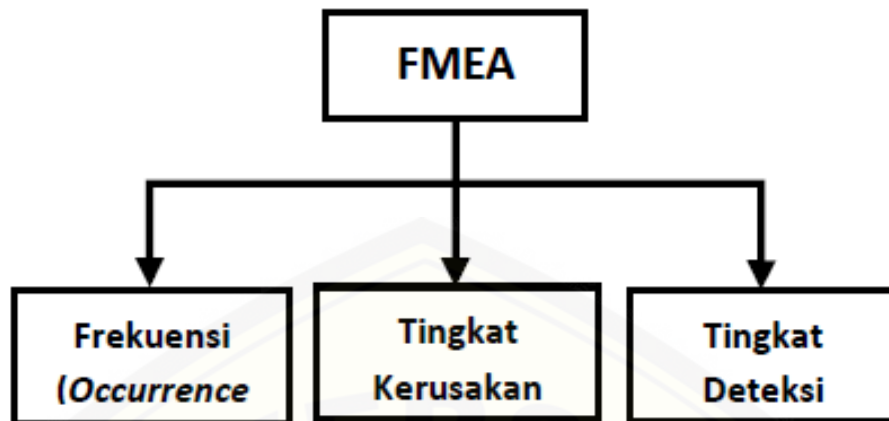 FMEA
Frekuensi
(Occurrence
Tingkat
Kerusakan
Tingkat
Deteksi